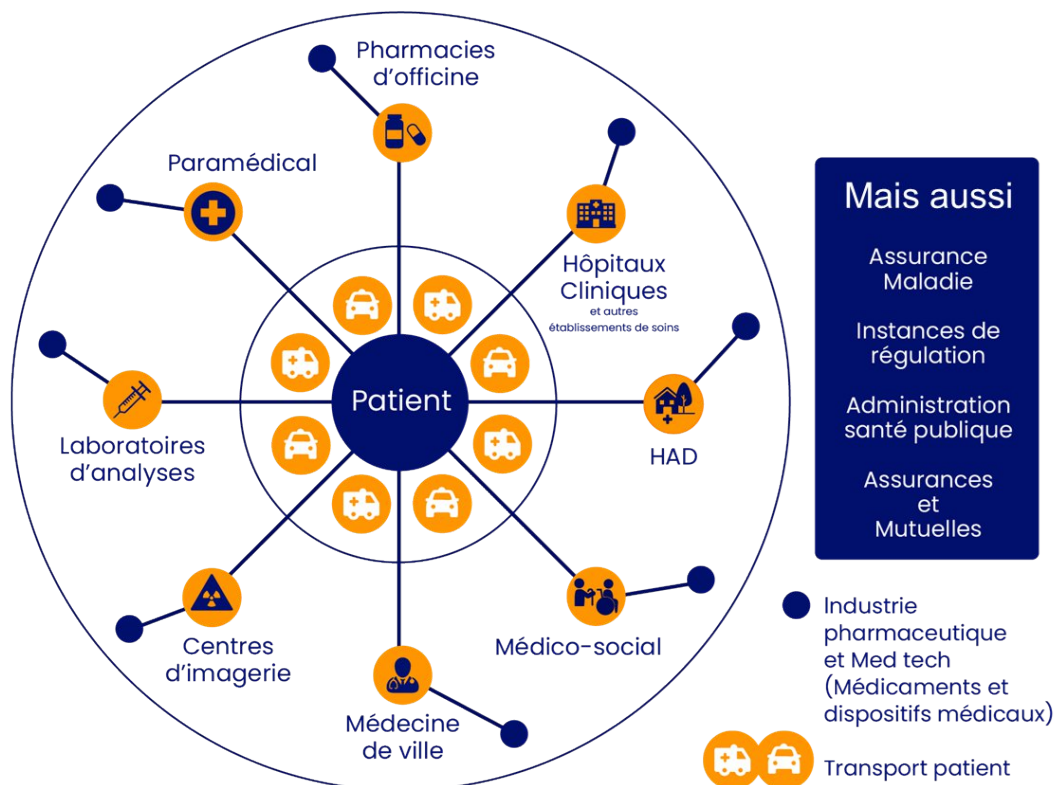 Pharmacies
d'officine
Paramédical
Hôpitaux
Cliniques
et autres
établissements de soins
Patient
Laboratoires
d'analyses
HAD
Centres
d'imagerie
Médico-social
Médecine
de ville
Mais aussi
Assurance
Maladie
Instances de
régulation
Administration
santé publique
Assurances
et
Mutuelles
Industrie
pharmaceutique
et Med tech
(Médicaments et
dispositifs médicaux)
Transport patient